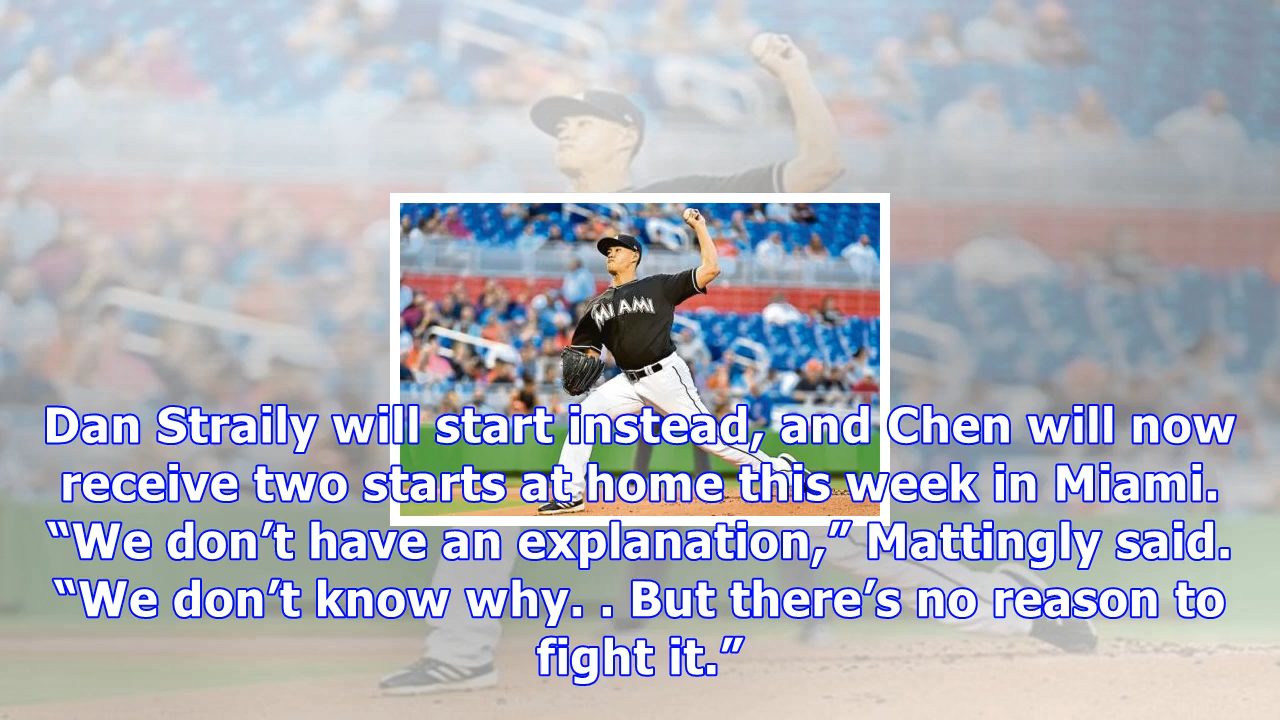 MIAMI
Dan Straily will start instead, and Chen will now
receive two starts at home this week in Miami.
“We don’t have an explanation,” Mattingly said.
“We don’t know why. . But there’s no reason to
fight it.”